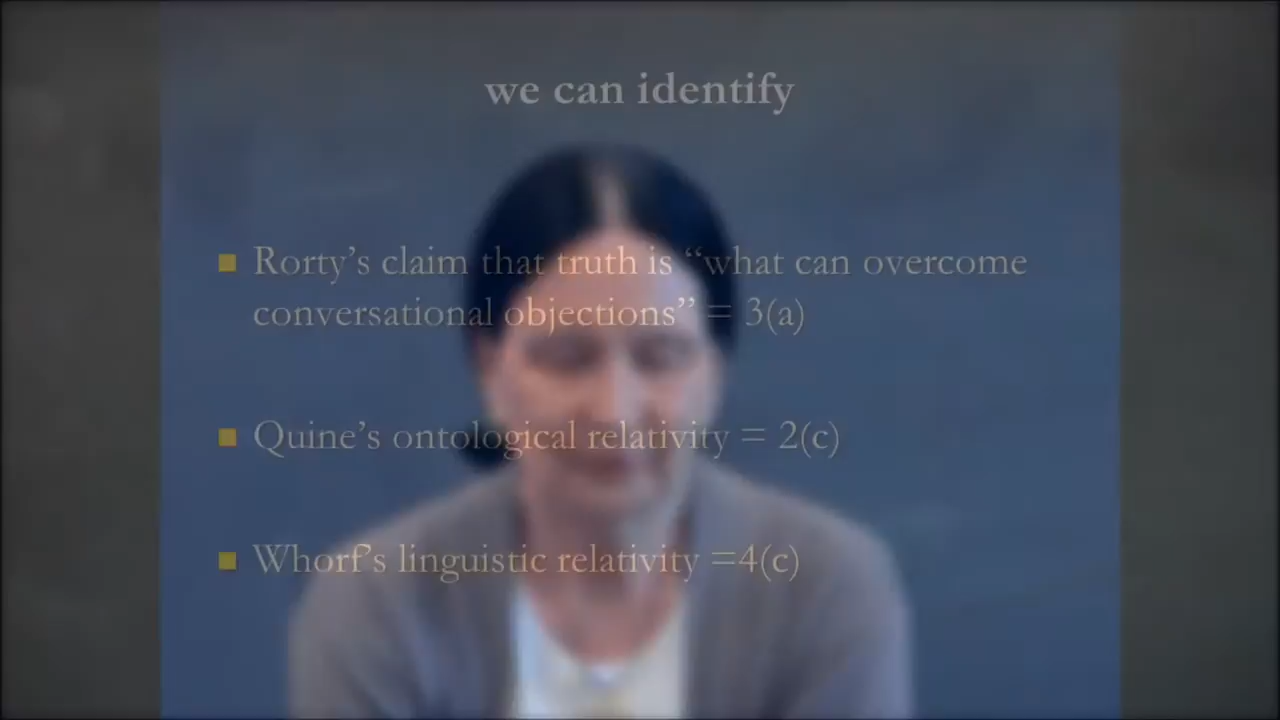 we can identify
Rorty's claim that truth is “what can overcome
conversational objections” = 3(a)
Quine's ontological relativity = 2(c)
Whorf's linguistic relativity =4(c)